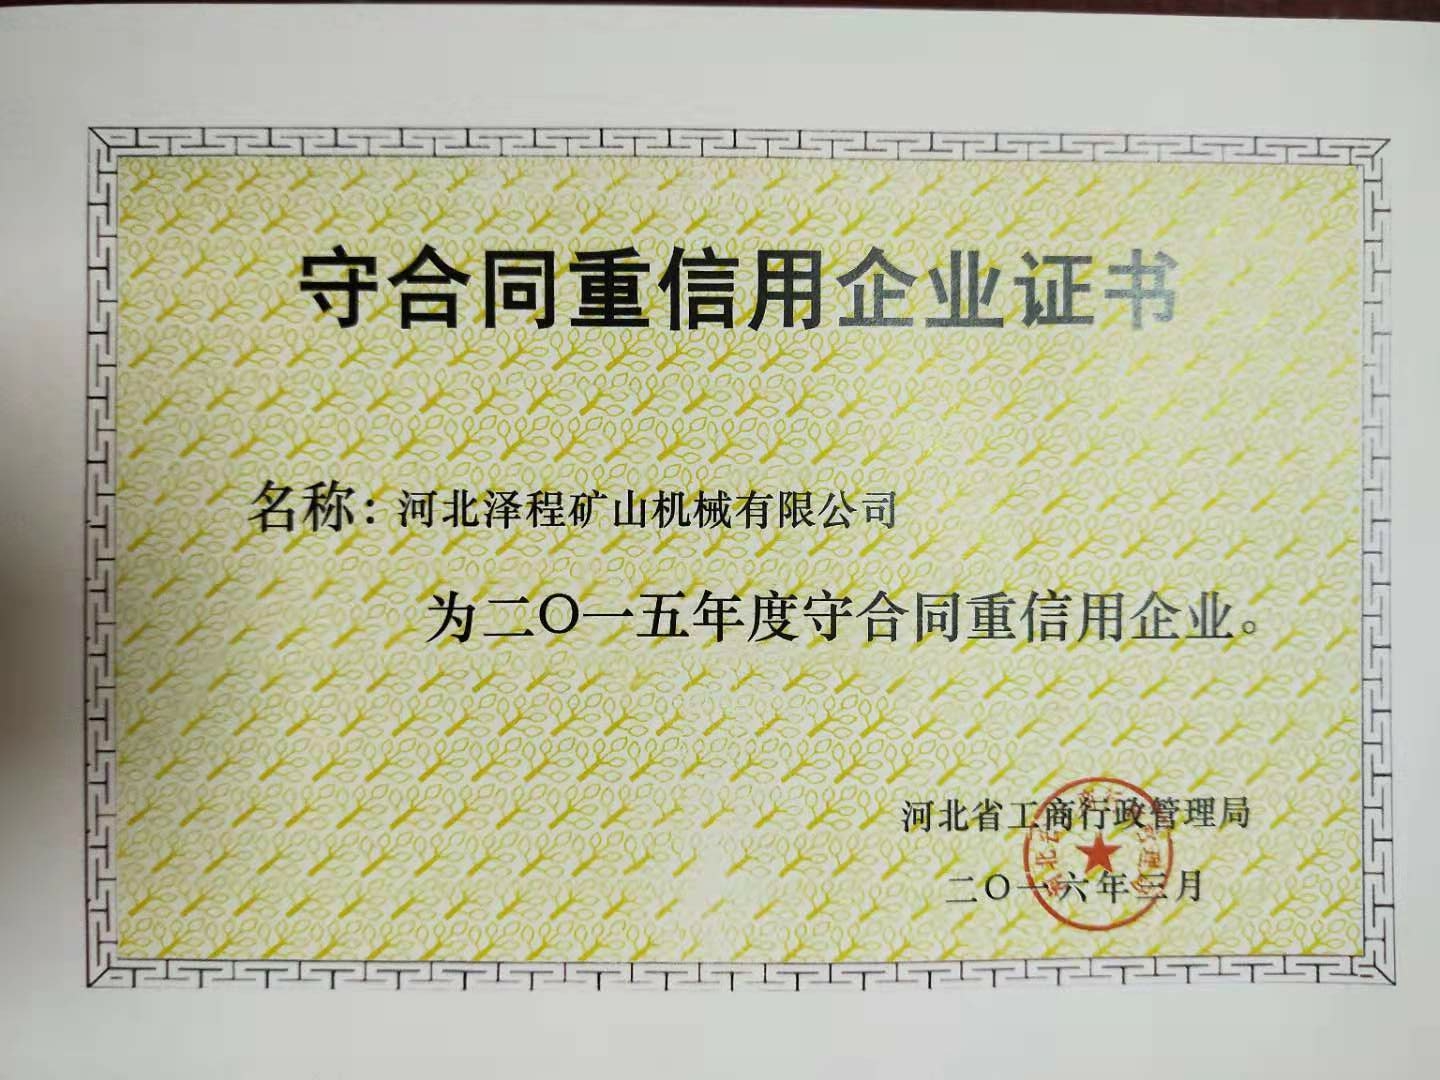 守合同重信用企业证书
名称：河北泽程矿山机械有限公司
为二〇一五年度守合同重信用企业。
河北省工商行政管理局
二〇一六年三月